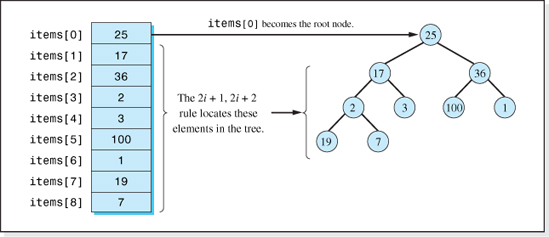 items[0] becomes the root node.
items[0] 25
items[1] 17
items[2] 36
items[3] 2
items[4] 3
items[5] 100
items[6] 1
items[7] 19
items[8] 7
The 2i + 1, 2i + 2
rule locates these
elements in the tree.
25
17 36
2 3 100 1
19 7